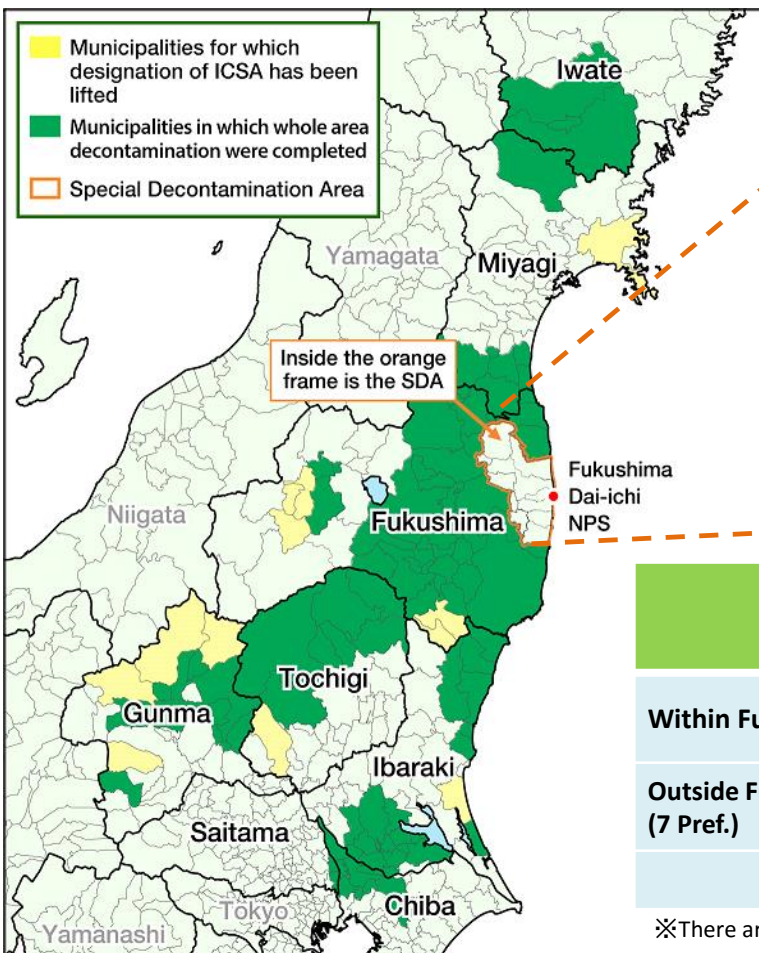 Municipalities for which
designation of ICSA has been
lifted
Municipalities in which whole area
decontamination were completed
Special Decontamination Area
Iwate
Yamagata
Miyagi
Inside the orange
frame is the SDA
Fukushima
Dai-ichi
NPS
Niigata
Fukushima
Tochigi
Gunma
Within Fu
Ibaraki
Outside F
(7 Pref.)
Saitama
Chiba
Tokyo
Yamanashi
※There ar